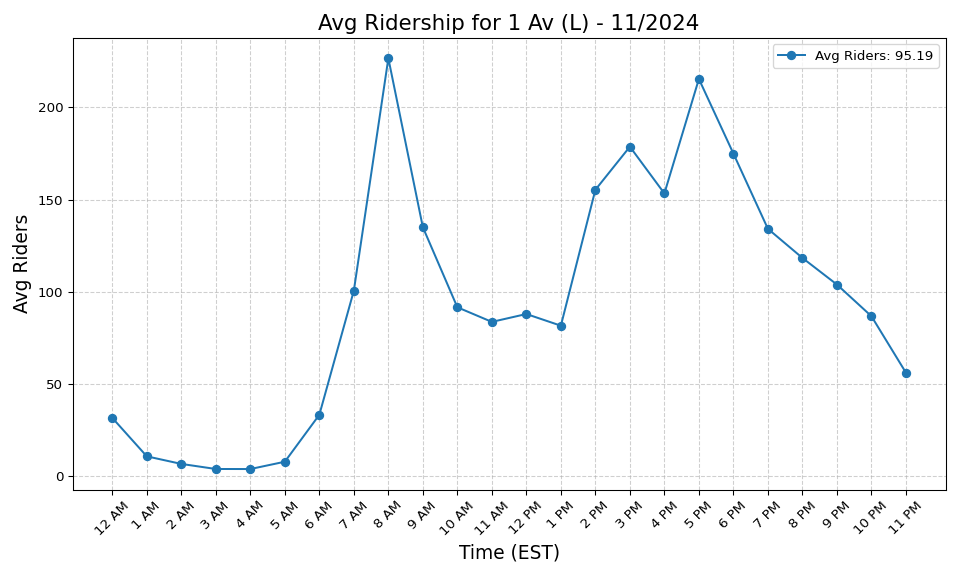 Avg Ridership for 1 Av (L) - 11/2024
Avg Riders: 95.19
Avg Riders
200
150
100
50
0
12 AM
1 AM
2 AM
3 AM
4 AM
5 AM
6 AM
7 AM
8 AM
9 AM
10 AM
11 AM
12 PM
1 PM
2 PM
3 PM
4 PM
5 PM
6 PM
7 PM
8 PM
9 PM
10 PM
11 PM
Time (EST)